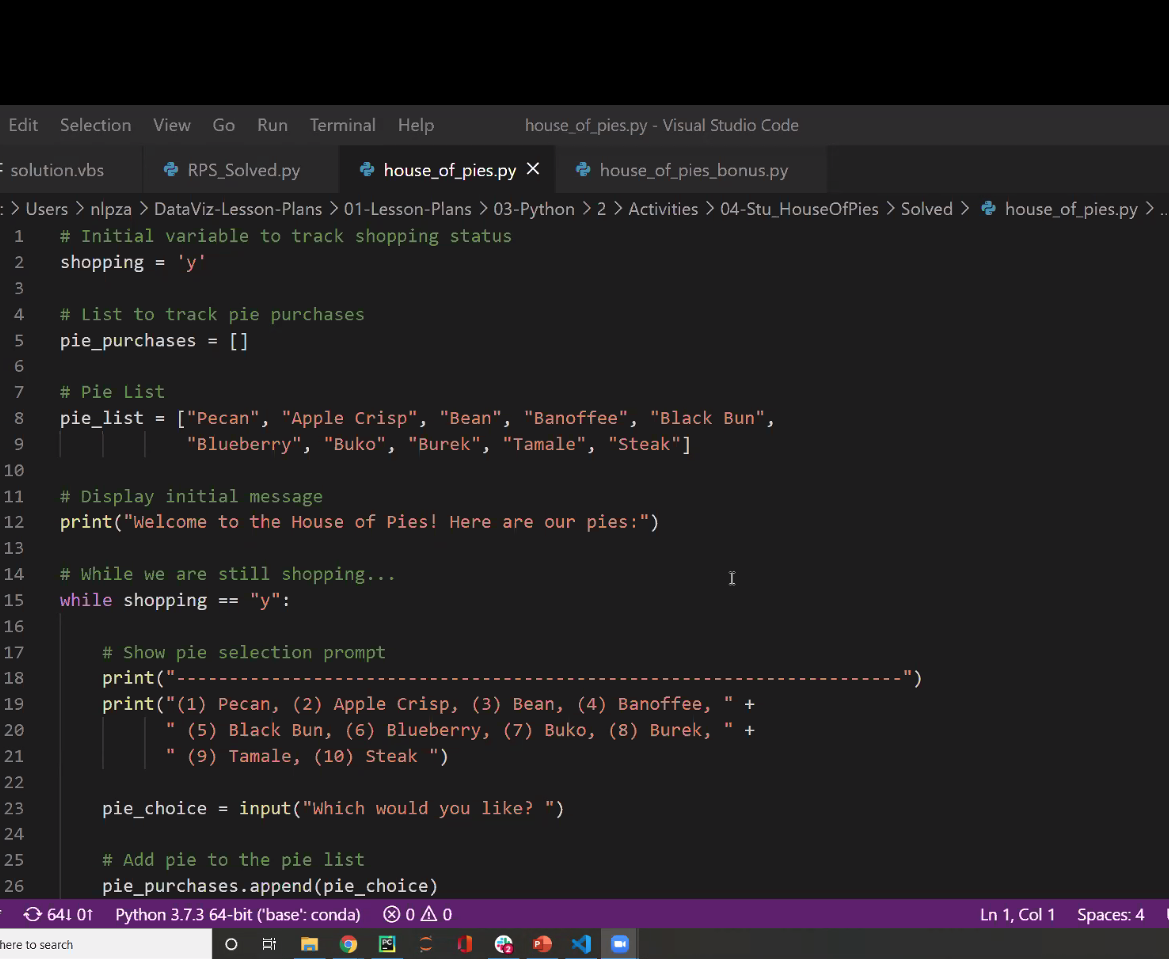 Edit Selection View Go Run Terminal Help house_of_pies.py - Visual Studio Code
solution.vbs RPS_Solved.py house_of_pies.py × house_of_pies_bonus.py
: > Users > nlpza > DataViz-Lesson-Plans > 01-Lesson-Plans > 03-Python > 2 > Activities > 04-Stu_HouseOfPies > Solved > house_of_pies.py > ..
1 # Initial variable to track shopping status
2 shopping = 'y'
3
4 # List to track pie purchases
5 pie_purchases = []
6
7 # Pie List
8 pie_list = ["Pecan", "Apple Crisp", "Bean", "Banoffee", "Black Bun",
9 "Blueberry", "Buko", "Burek", "Tamale", "Steak"]
10
11 # Display initial message
12 print("Welcome to the House of Pies! Here are our pies:")
13
14 # While we are still shopping...
15 while shopping == "y":
16
17 # Show pie selection prompt
18 print("---------------------------------------------------------------------")
19 print("(1) Pecan, (2) Apple Crisp, (3) Bean, (4) Banoffee, " +
20 " (5) Black Bun, (6) Blueberry, (7) Buko, (8) Burek, " +
21 " (9) Tamale, (10) Steak ")
22
23 pie_choice = input("Which would you like? ")
24
25 # Add pie to the pie list
26 pie_purchases.append(pie_choice)
64↓ 0↑ Python 3.7.3 64-bit ('base': conda) 0 0 Ln 1, Col 1 Spaces: 4
here to search